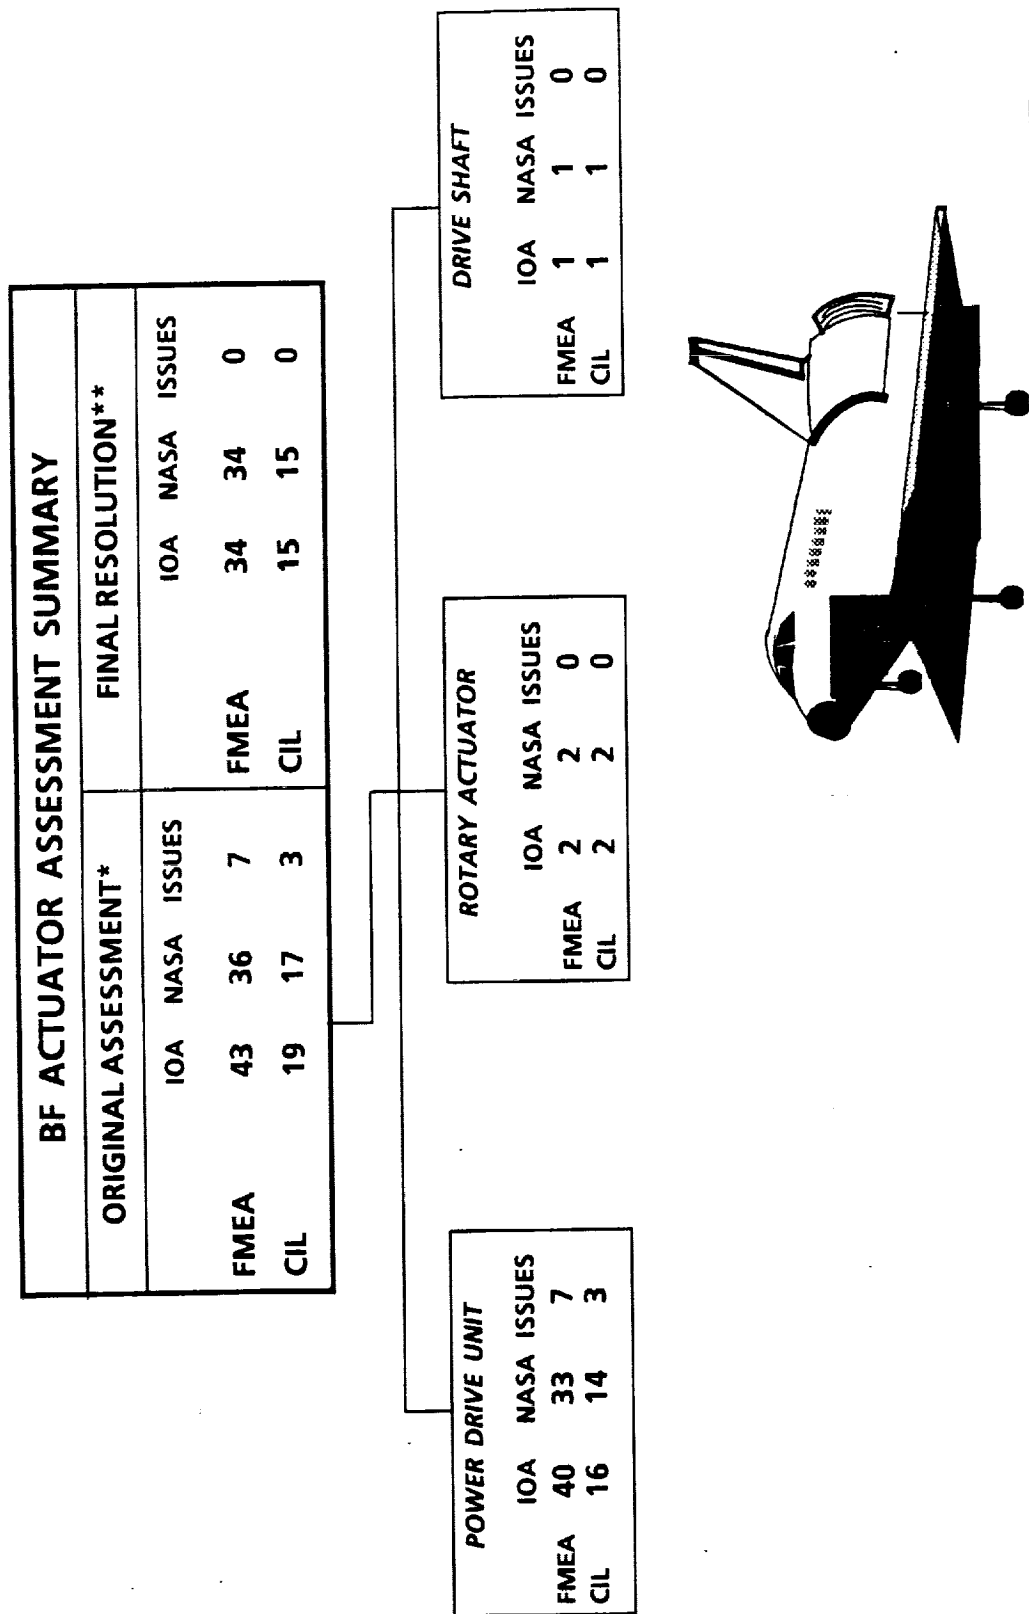 BF ACTUATOR ASSESSMENT SUMMARY
ORIGINAL ASSESSMENT* FINAL RESOLUTION**
IOA NASA ISSUES IOA NASA ISSUES
FMEA 43 36 7 FMEA 34 34 0
CIL 19 17 3 CIL 15 15 0
POWER DRIVE UNIT
IOA NASA ISSUES
FMEA 40 33 7
CIL 16 14 3
ROTARY ACTUATOR
IOA NASA ISSUES
FMEA 2 2 0
CIL 2 2 0
DRIVE SHAFT
IOA NASA ISSUES
FMEA 1 1 0
CIL 1 1 0